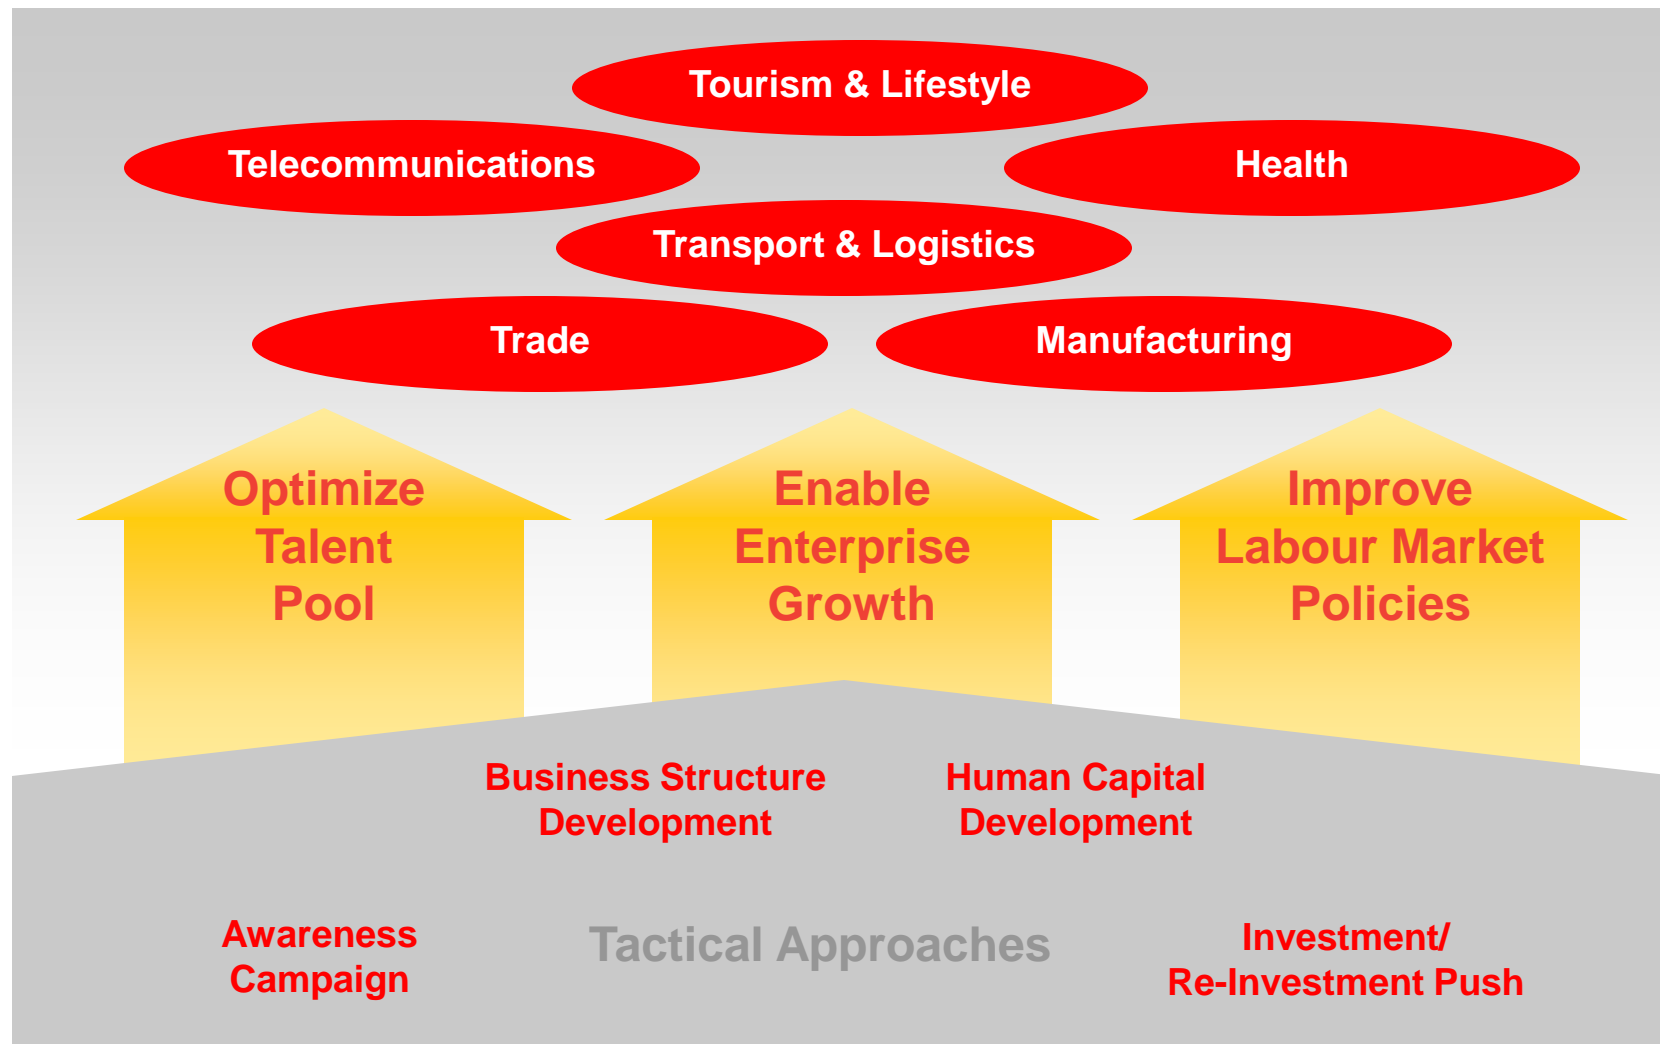 Tourism & Lifestyle
Telecommunications
Health
Transport & Logistics
Trade
Manufacturing
Optimize
Talent
Pool
Enable
Enterprise
Growth
Improve
Labour Market
Policies
Business Structure
Development
Human Capital
Development
Awareness
Campaign
Tactical Approaches
Investment/
Re-Investment Push